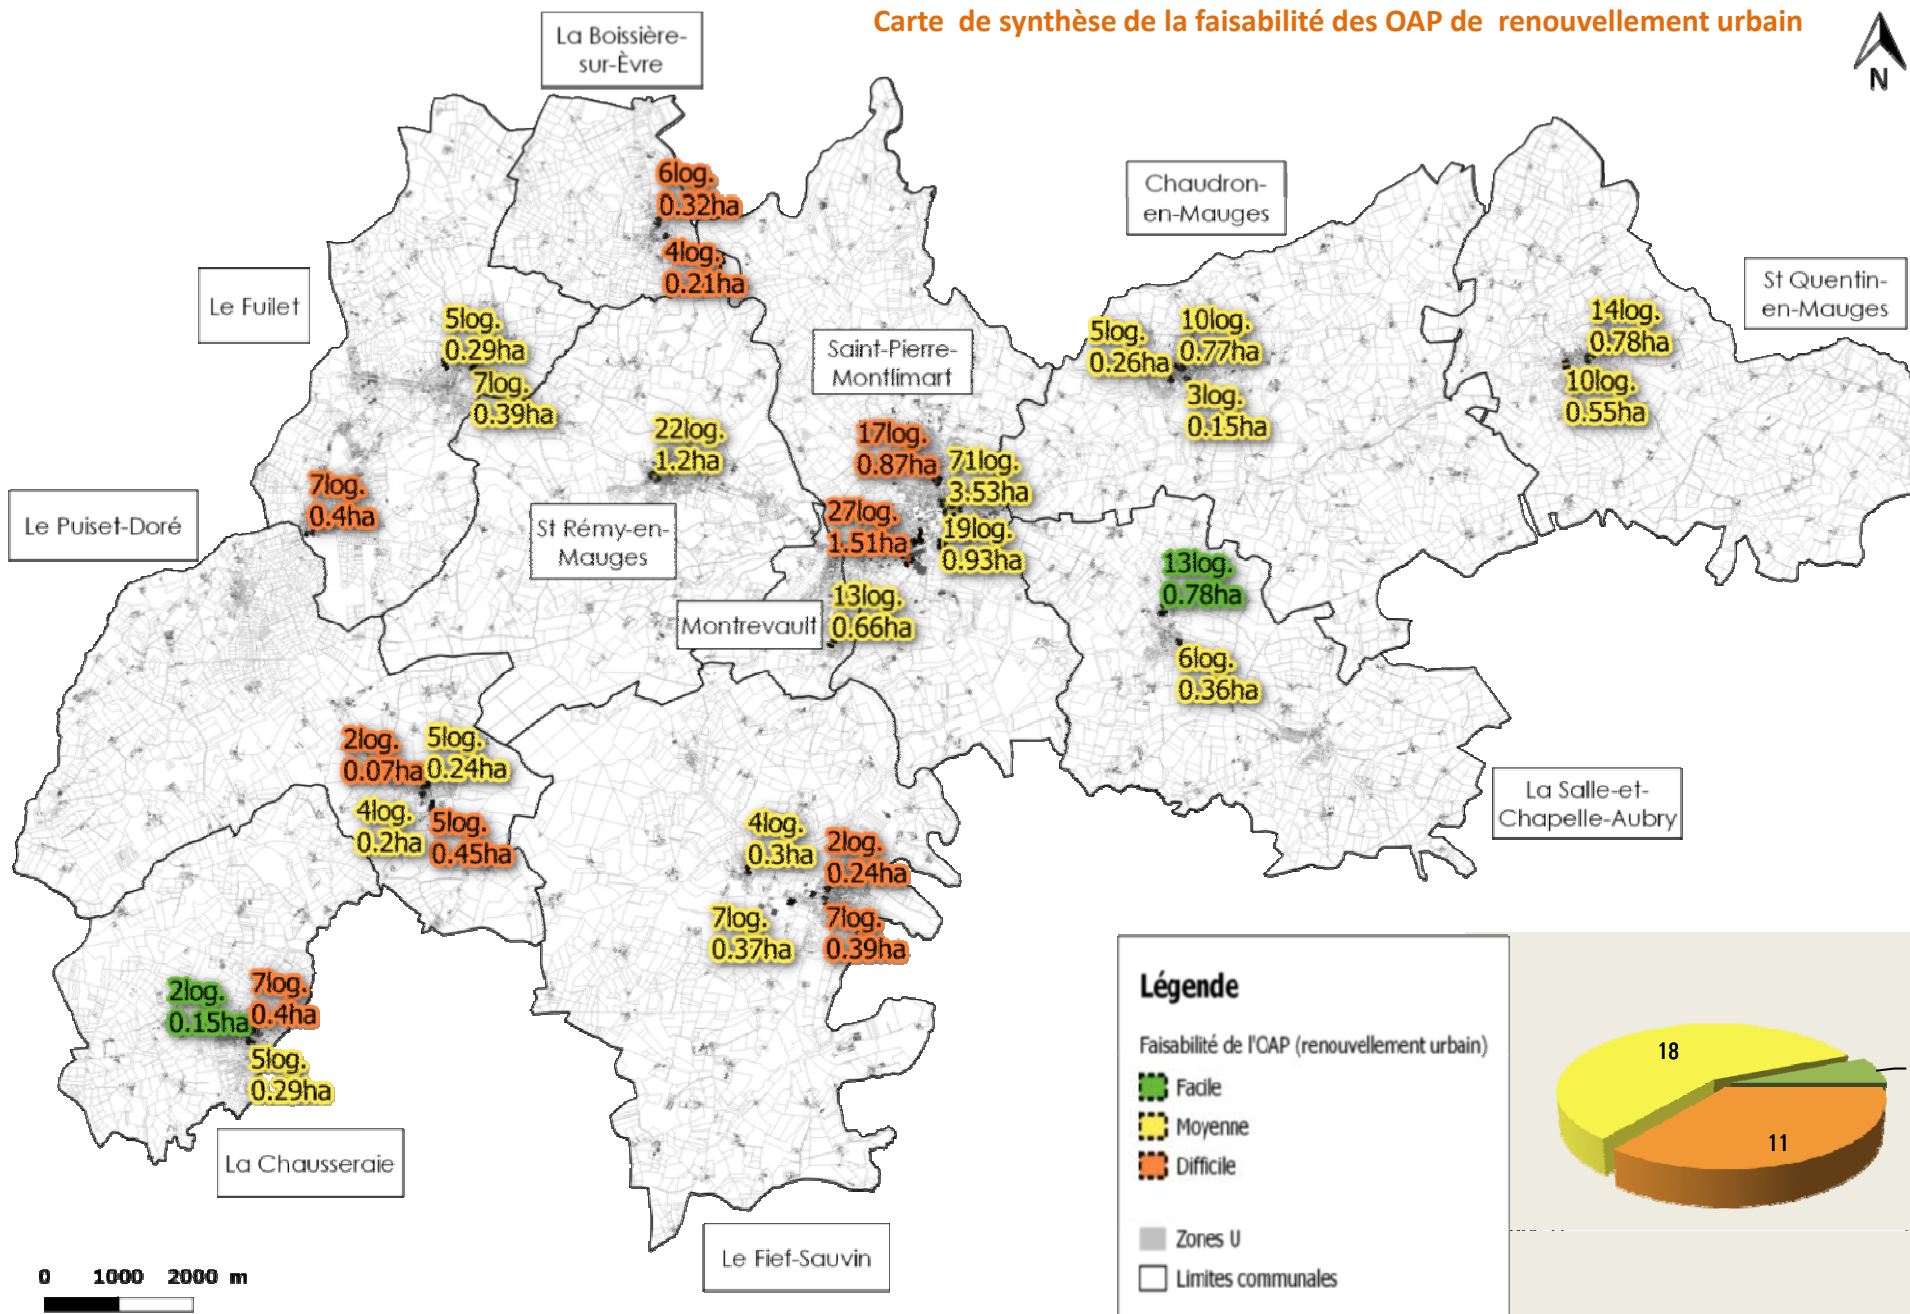 Carte de synthèse de la faisabilité des OAP de renouvellement urbain
N
La Boissière-
sur-Èvre
6log.
0.32ha
4log.
0.21ha
Chaudron-
en-Mauges
St Quentin-
en-Mauges
Le Fuilet
5log.
0.29ha
7log.
0.39ha
Saint-Pierre-
Montlimart
5log.
0.26ha
10log.
0.77ha
3log.
0.15ha
14log.
0.78ha
10log.
0.55ha
22log.
1.2ha
17log.
0.87ha
71log.
3.53ha
7log.
0.4ha
Le Puiset-Doré
St Rémy-en-
Mauges
27log.
1.51ha
19log.
0.93ha
13log.
0.78ha
Montrevault
13log.
0.66ha
6log.
0.36ha
2log.
0.07ha
5log.
0.24ha
4log.
0.2ha
5log.
0.45ha
La Salle-et-
Chapelle-Aubry
4log.
0.3ha
2log.
0.24ha
7log.
0.37ha
7log.
0.39ha
2log.
0.15ha
7log.
0.4ha
5log.
0.29ha
La Chausseraie
Le Fief-Sauvin
Légende
Faisabilité de l'OAP (renouvellement urbain)
Facile
Moyenne
Difficile
Zones U
Limites communales
18
11
0 1000 2000 m